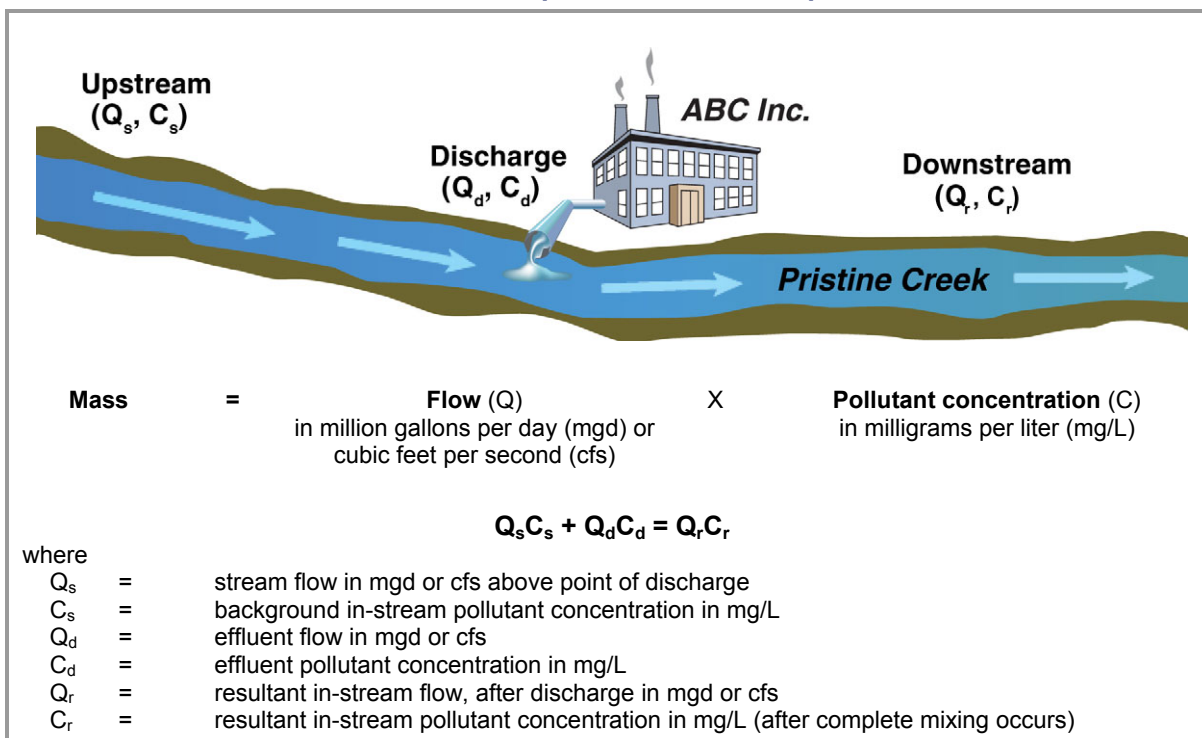 Upstream
(Qs, Cs)
ABC Inc.
Discharge
(Qd, Cd)
Downstream
(Qr, Cr)
Pristine Creek
Mass = Flow (Q) X Pollutant concentration (C)
in million gallons per day (mgd) or in milligrams per liter (mg/L)
cubic feet per second (cfs)
QsCs + QdCd = QrCr
where
Qs = stream flow in mgd or cfs above point of discharge
Cs = background in-stream pollutant concentration in mg/L
Qd = effluent flow in mgd or cfs
Cd = effluent pollutant concentration in mg/L
Qr = resultant in-stream flow, after discharge in mgd or cfs
Cr = resultant in-stream pollutant concentration in mg/L (after complete mixing occurs)